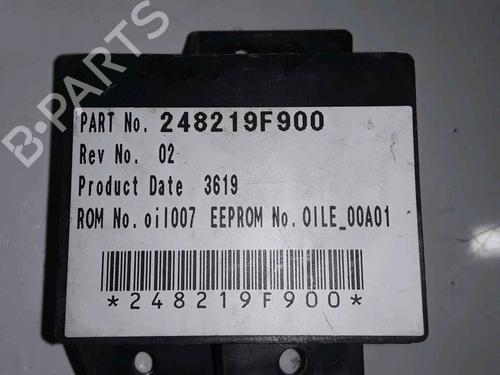 B-PARTS
PART No. 248219F900
Rev No. 02
Product Date 3619
ROM No. oil007 EEPROM No. OILE_00A01
*248219F900*